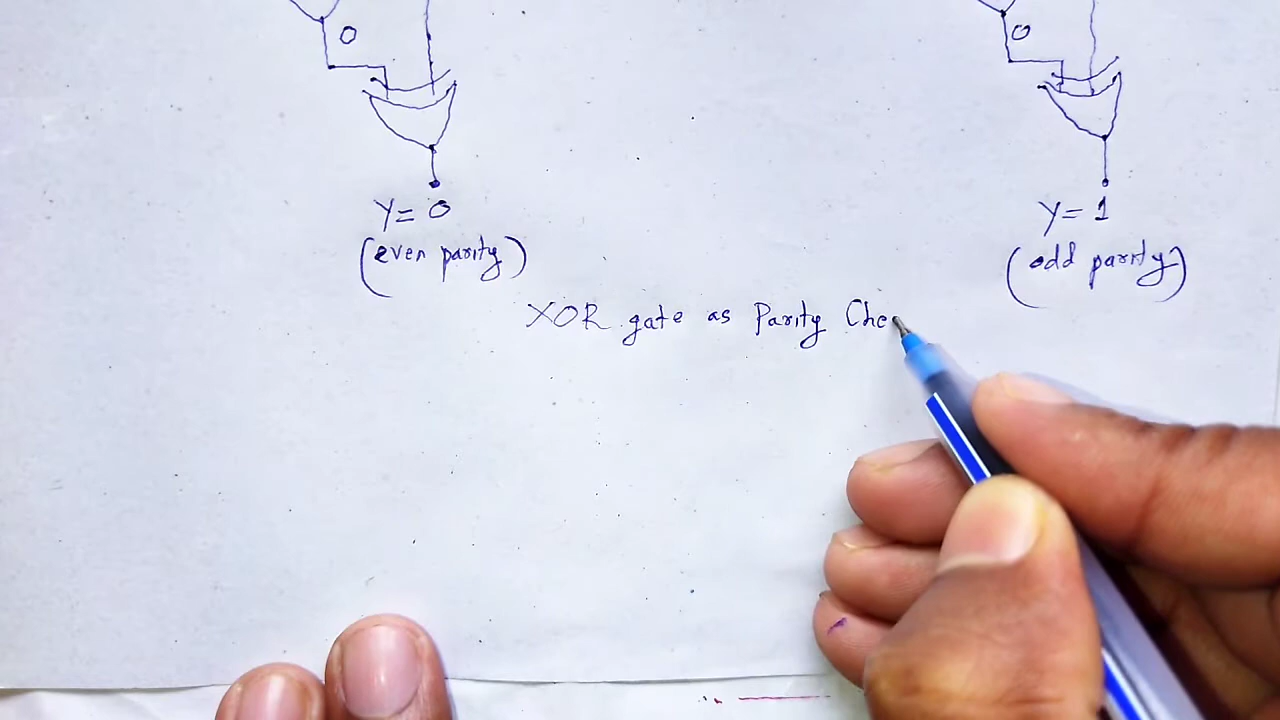 0 0
Y= 0 Y= 1
(even parity) (odd parity)
XOR gate as Parity Che